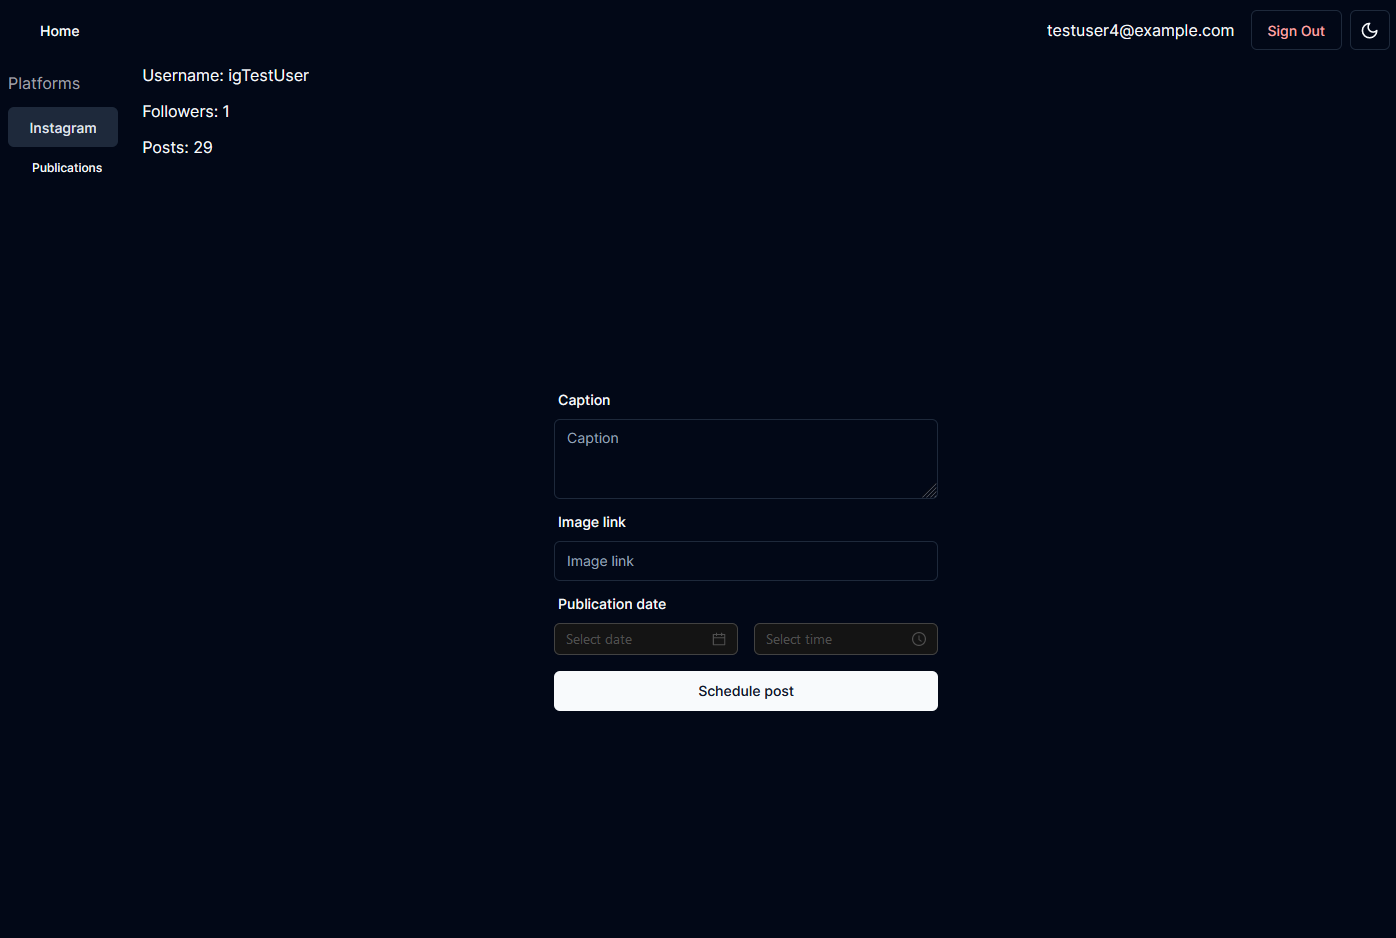 Home
testuser4@example.com
Sign Out
Platforms
Instagram
Publications
Username: igTestUser
Followers: 1
Posts: 29
Caption
Caption
Image link
Image link
Publication date
Select date
Select time
Schedule post